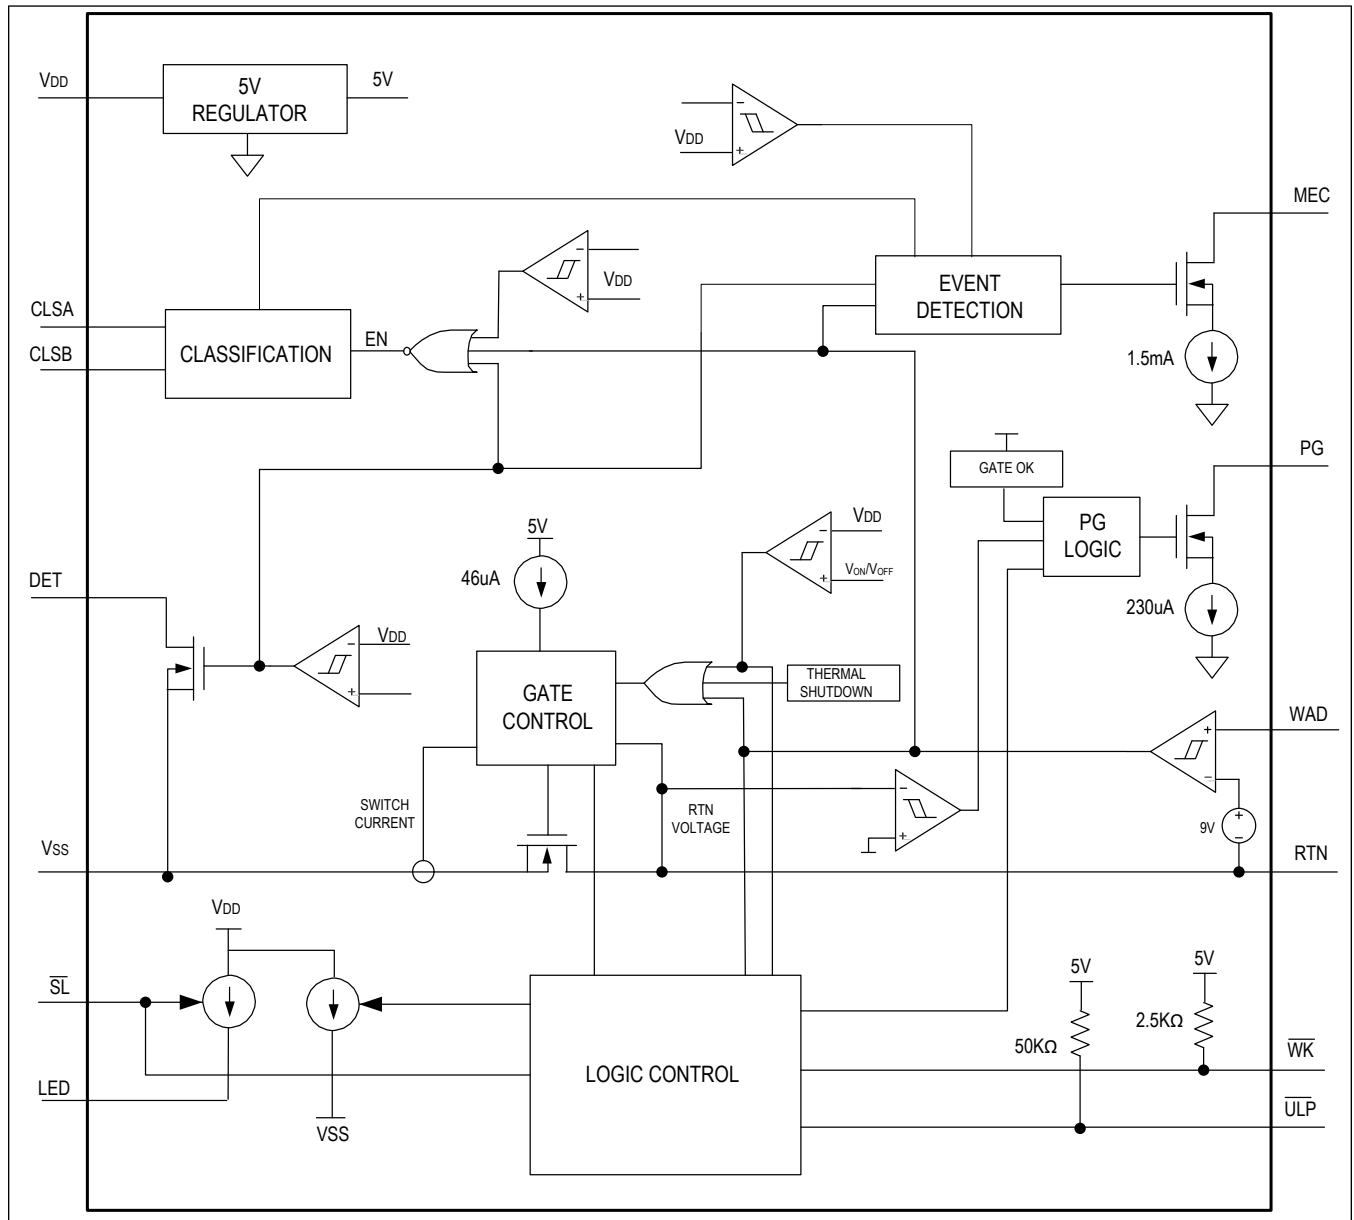 VDD
5V
REGULATOR
5V
−
VDD
+
MEC
−
VDD
+
EVENT
DETECTION
CLSA
CLSB
CLASSIFICATION
EN
1.5mA
GATE OK
PG
PG
LOGIC
5V
46uA
−
VDD
VON/VOFF
+
DET
230uA
−
VDD
+
GATE
CONTROL
THERMAL
SHUTDOWN
WAD
+
−
SWITCH
CURRENT
RTN
VOLTAGE
−
+
9V
+
−
VSS
RTN
VDD
SL
5V
5V
50KΩ
2.5KΩ
WK
LOGIC CONTROL
LED
ULP
VSS